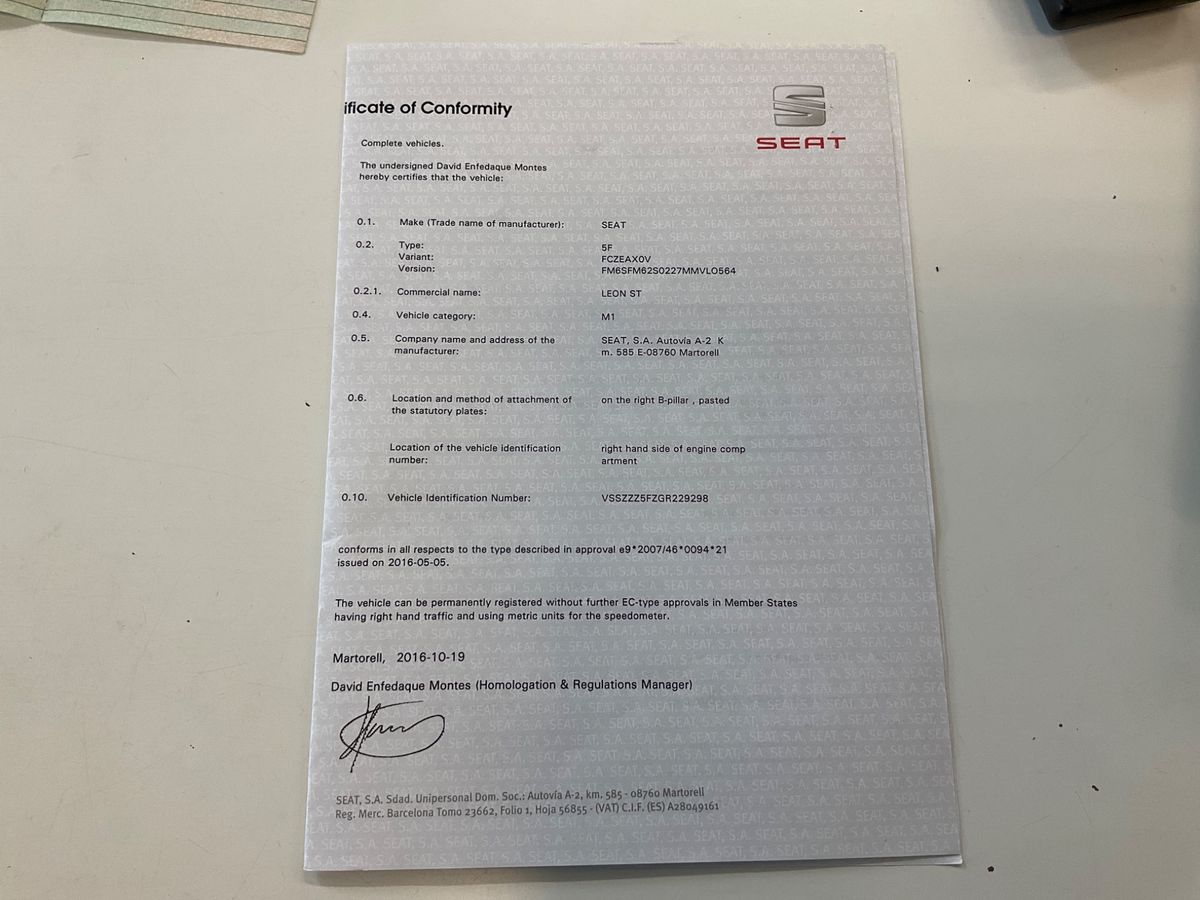 ificate of Conformity
SEAT
Complete vehicles.
The undersigned David Enfedaque Montes
hereby certifies that the vehicle:
0.1. Make (Trade name of manufacturer): SEAT
0.2. Type: 5F
Variant: FCZEAX0V
Version: FM6SFM62S0227MMVLO564
0.2.1. Commercial name: LEON ST
0.4. Vehicle category: M1
0.5. Company name and address of the SEAT, S.A. Autovía A-2 K
manufacturer: m. 585 E-08760 Martorell
0.6. Location and method of attachment of on the right B-pillar , pasted
the statutory plates:
Location of the vehicle identification right hand side of engine comp
number: artment
0.10. Vehicle Identification Number: VSSZZZ5FZGR229298
conforms in all respects to the type described in approval e9*2007/46*0094*21
issued on 2016-05-05.
The vehicle can be permanently registered without further EC-type approvals in Member States
having right hand traffic and using metric units for the speedometer.
Martorell, 2016-10-19
David Enfedaque Montes (Homologation & Regulations Manager)
SEAT, S.A. Sdad. Unipersonal Dom. Soc.: Autovía A-2, km. 585 - 08760 Martorell
Reg. Merc. Barcelona Tomo 23662, Folio 1, Hoja 56855 - (VAT) C.I.F. (ES) A28049161